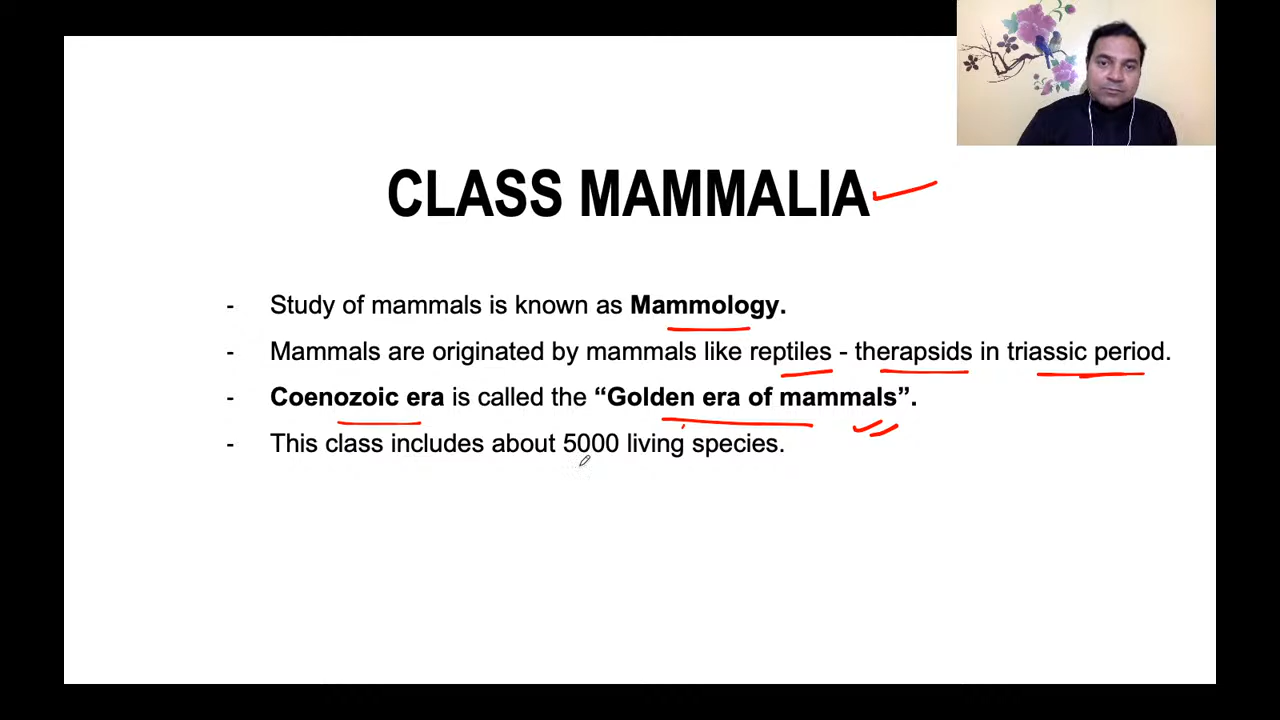 CLASS MAMMALIA
- Study of mammals is known as Mammology.
- Mammals are originated by mammals like reptiles - therapsids in triassic period.
- Coenozoic era is called the “Golden era of mammals”.
- This class includes about 5000 living species.